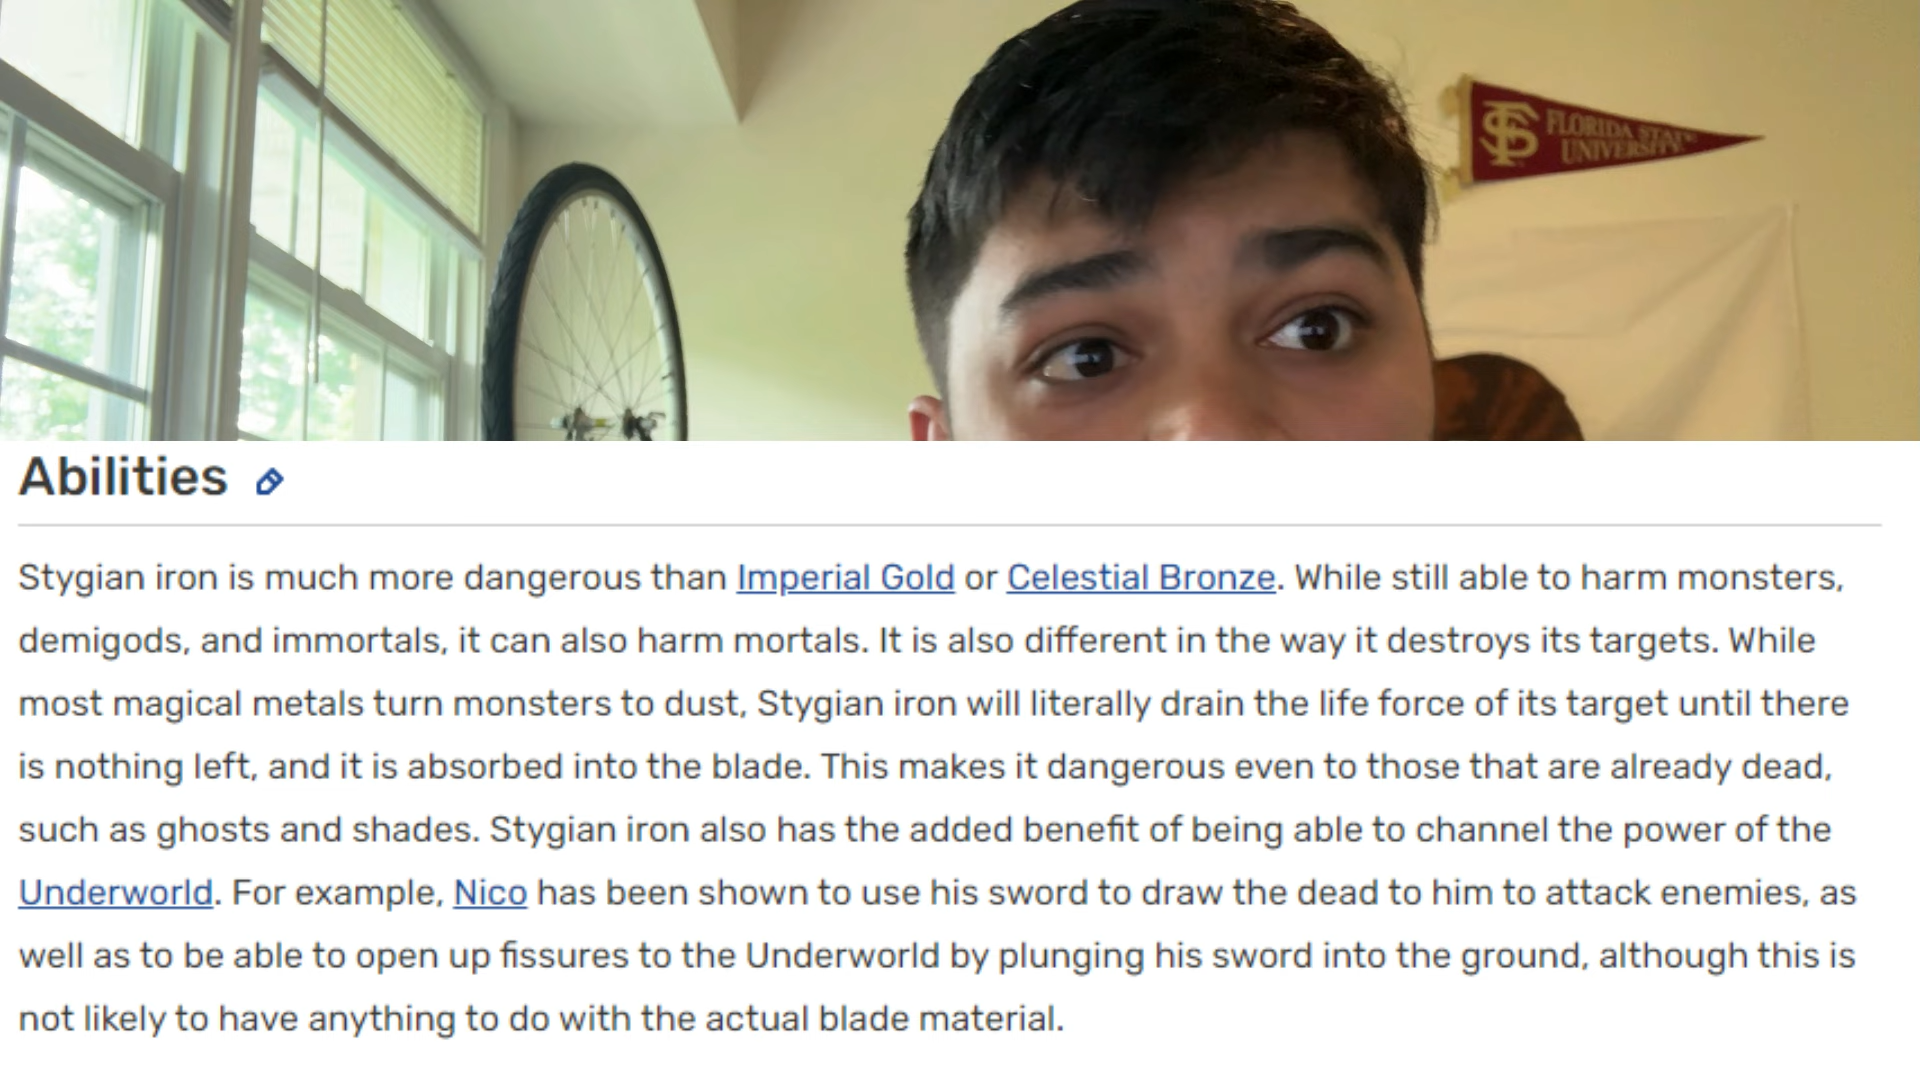 FS
FLORIDA STATE
UNIVERSITY
Abilities
Stygian iron is much more dangerous than Imperial Gold or Celestial Bronze. While still able to harm monsters,
demigods, and immortals, it can also harm mortals. It is also different in the way it destroys its targets. While
most magical metals turn monsters to dust, Stygian iron will literally drain the life force of its target until there
is nothing left, and it is absorbed into the blade. This makes it dangerous even to those that are already dead,
such as ghosts and shades. Stygian iron also has the added benefit of being able to channel the power of the
Underworld. For example, Nico has been shown to use his sword to draw the dead to him to attack enemies, as
well as to be able to open up fissures to the Underworld by plunging his sword into the ground, although this is
not likely to have anything to do with the actual blade material.